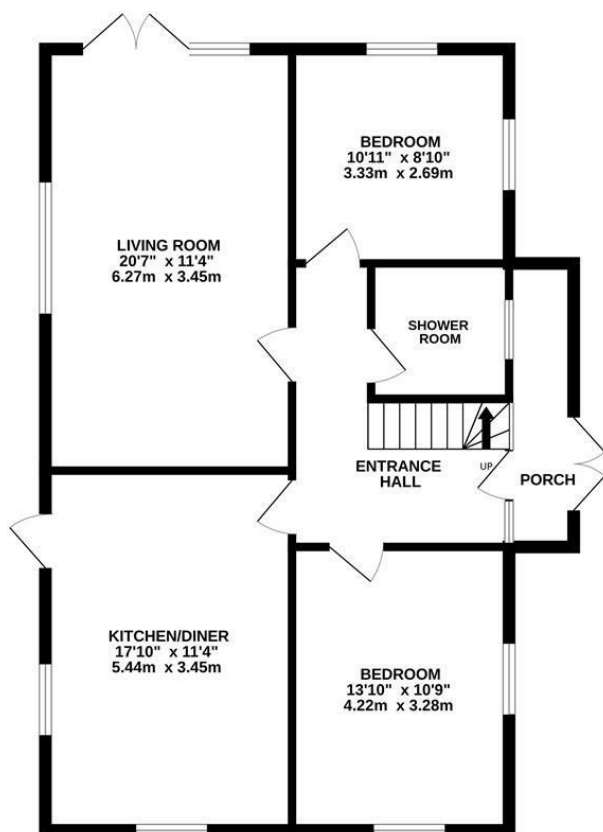 BEDROOM
10'11" x 8'10"
3.33m x 2.69m
LIVING ROOM
20'7" x 11'4"
6.27m x 3.45m
SHOWER
ROOM
ENTRANCE
HALL
UP
PORCH
KITCHEN/DINER
17'10" x 11'4"
5.44m x 3.45m
BEDROOM
13'10" x 10'9"
4.22m x 3.28m